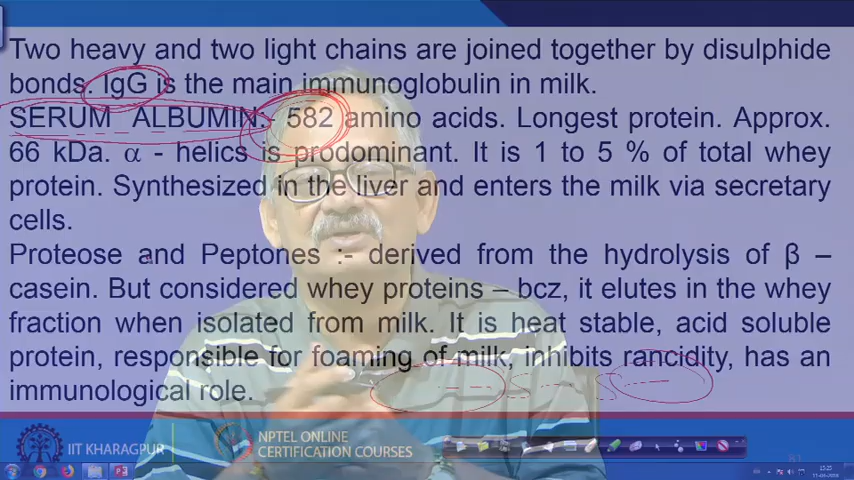 Two heavy and two light chains are joined together by disulphide
bonds. IgG is the main immunoglobulin in milk.
SERUM ALBUMIN:- 582 amino acids. Longest protein. Approx.
66 kDa. α - helics is prodominant. It is 1 to 5 % of total whey
protein. Synthesized in the liver and enters the milk via secretary
cells.
Proteose and Peptones :- derived from the hydrolysis of β –
casein. But considered whey proteins – bcz, it elutes in the whey
fraction when isolated from milk. It is heat stable, acid soluble
protein, responsible for foaming of milk, inhibits rancidity, has an
immunological role.
IIT KHARAGPUR
NPTEL ONLINE
CERTIFICATION COURSES
81
15:25